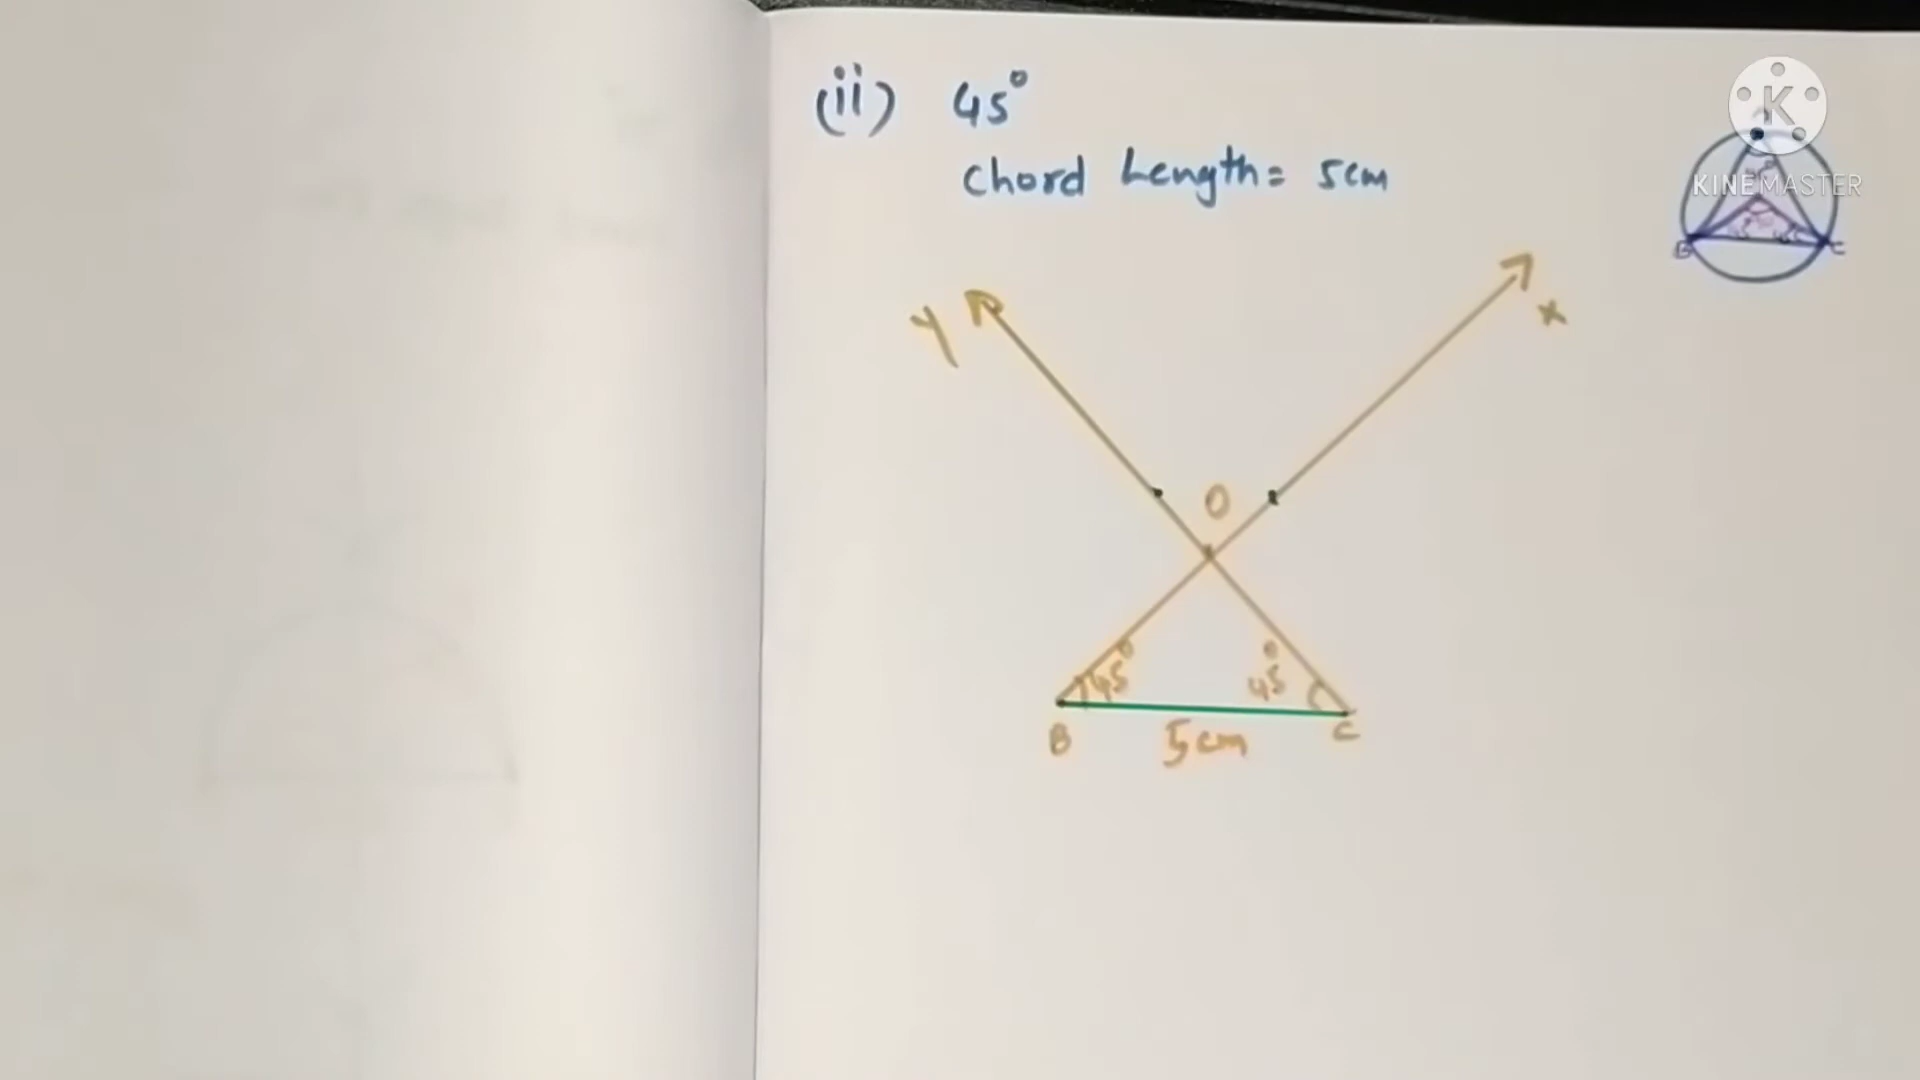 (ii) 45°
Chord Length = 5cm
K
KINEMASTER
B C
Y
X
O
45° 45°
B 5cm C